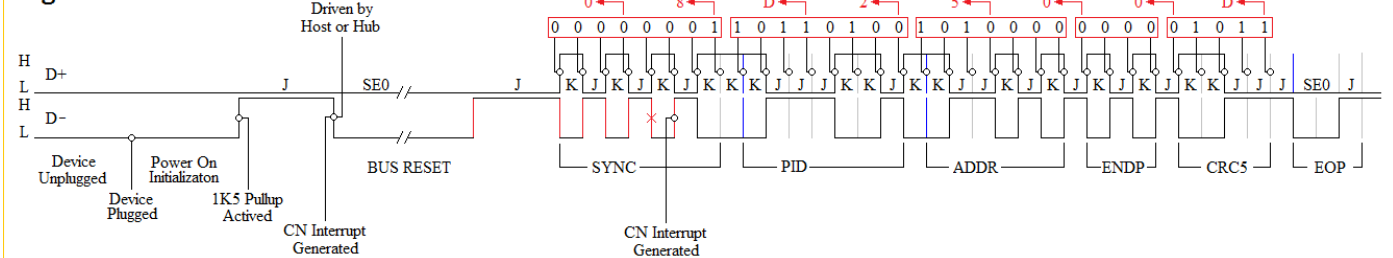 Driven by
Host or Hub
0 8 D 2 5 0 0 D
0 0 0 0 0 0 0 1 1 0 1 1 0 1 0 0 1 0 1 0 0 0 0 0 0 0 0 0 1 0 1 1
H
D+
L
J SE0 J K J K J K J K K K J J J K K J K K J J K J K J K J K K J K J J J SE0 J
H
D-
L
Device
Unplugged
Device
Plugged
Power On
Initializaton
1K5 Pullup
Actived
CN Interrupt
Generated
BUS RESET
SYNC
CN Interrupt
Generated
PID
ADDR
ENDP
CRC5
EOP